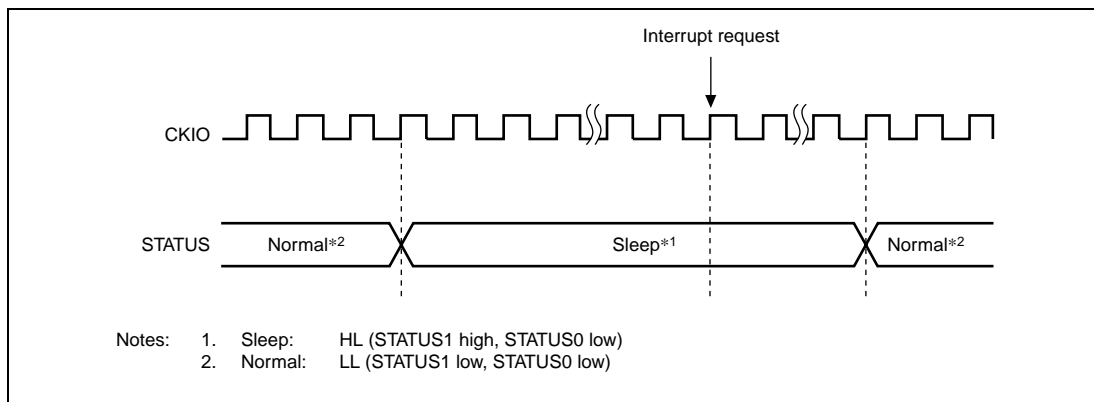 Interrupt request
CKIO
STATUS
Normal*2
Sleep*1
Normal*2
Notes: 1. Sleep: HL (STATUS1 high, STATUS0 low)
2. Normal: LL (STATUS1 low, STATUS0 low)